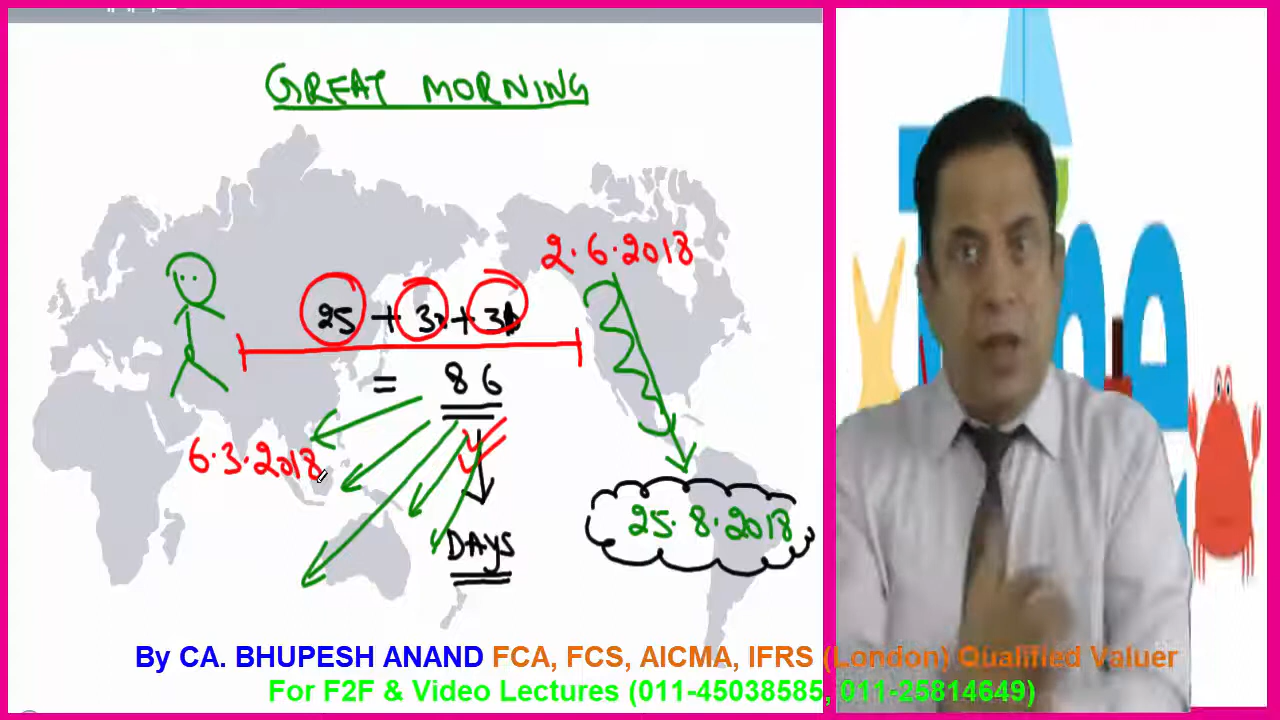 GREAT MORNING
2.6.2018
25 + 30 + 31
= 86
6.3.2018
DAYS
25.8.2018
By CA. BHUPESH ANAND FCA, FCS, AICMA, IFRS (London) Qualified Valuer
For F2F & Video Lectures (011-45038585, 011-25814649)